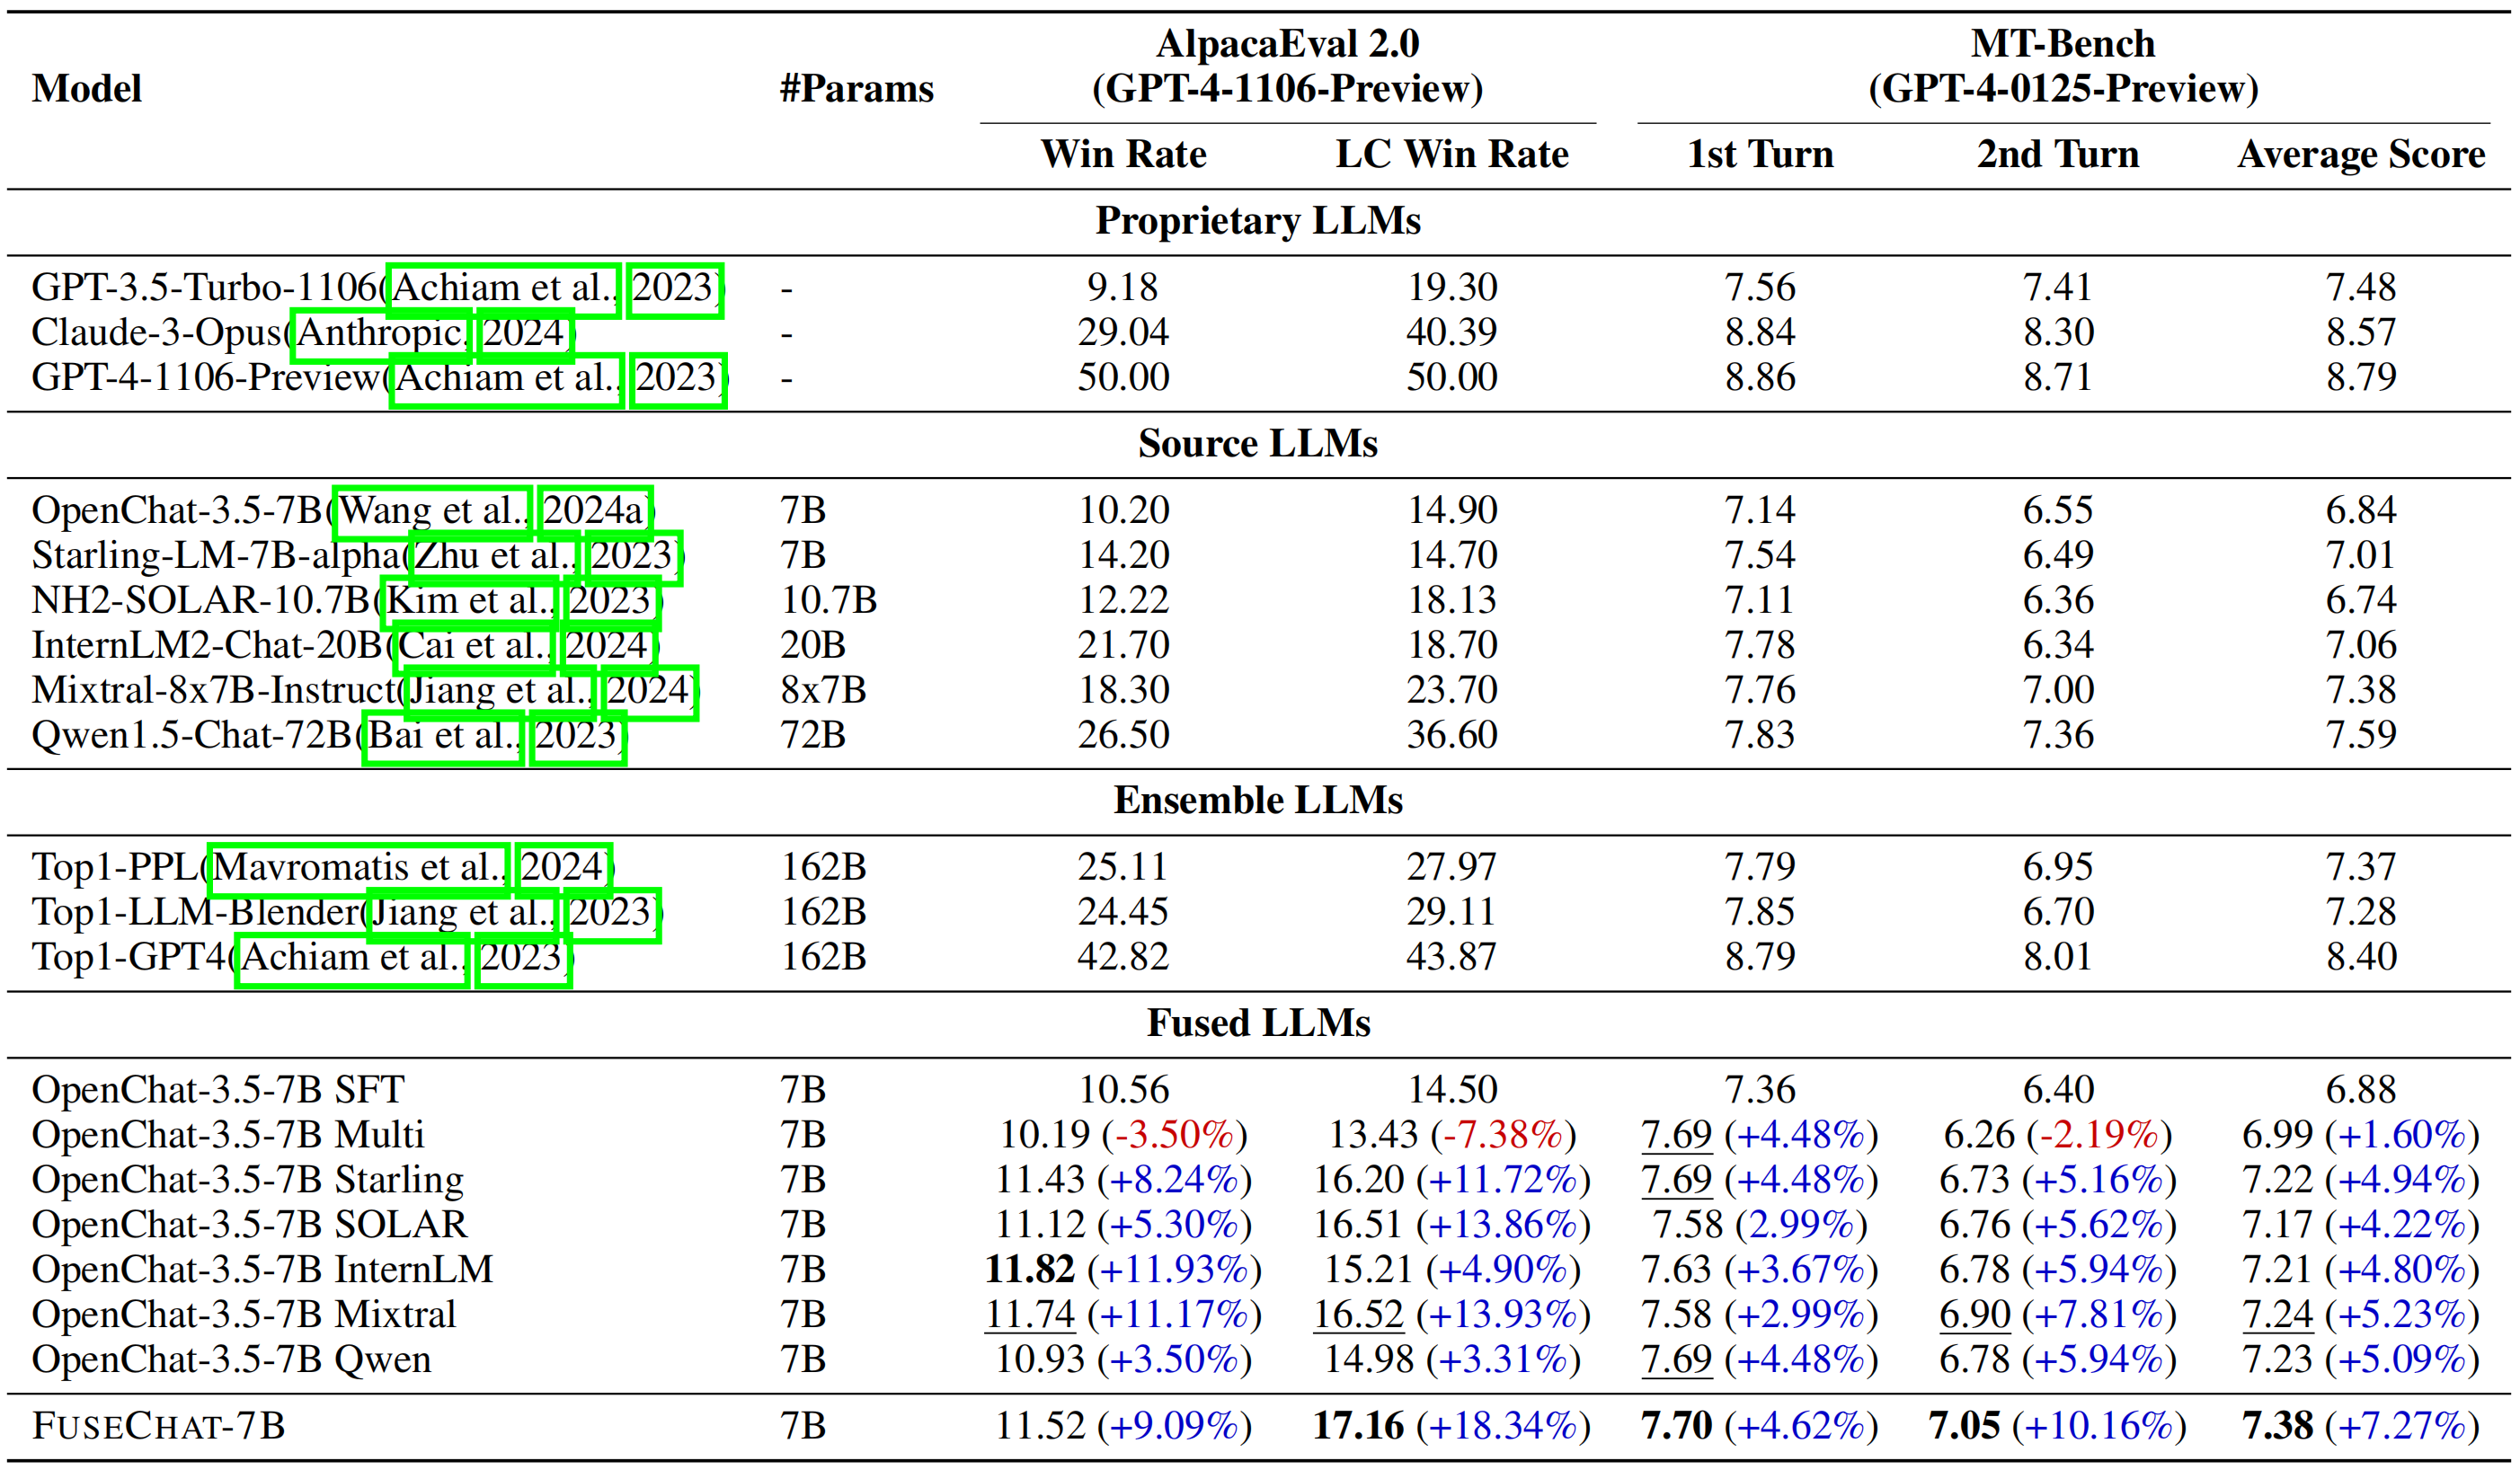 AlpacaEval 2.0 MT-Bench
Model #Params (GPT-4-1106-Preview) (GPT-4-0125-Preview)
Win Rate LC Win Rate 1st Turn 2nd Turn Average Score
Proprietary LLMs
GPT-3.5-Turbo-1106(Achiam et al., 2023) - 9.18 19.30 7.56 7.41 7.48
Claude-3-Opus(Anthropic, 2024) - 29.04 40.39 8.84 8.30 8.57
GPT-4-1106-Preview(Achiam et al., 2023) - 50.00 50.00 8.86 8.71 8.79
Source LLMs
OpenChat-3.5-7B(Wang et al., 2024a) 7B 10.20 14.90 7.14 6.55 6.84
Starling-LM-7B-alpha(Zhu et al., 2023) 7B 14.20 14.70 7.54 6.49 7.01
NH2-SOLAR-10.7B(Kim et al., 2023) 10.7B 12.22 18.13 7.11 6.36 6.74
InternLM2-Chat-20B(Cai et al., 2024) 20B 21.70 18.70 7.78 6.34 7.06
Mixtral-8x7B-Instruct(Jiang et al., 2024) 8x7B 18.30 23.70 7.76 7.00 7.38
Qwen1.5-Chat-72B(Bai et al., 2023) 72B 26.50 36.60 7.83 7.36 7.59
Ensemble LLMs
Top1-PPL(Mavromatis et al., 2024) 162B 25.11 27.97 7.79 6.95 7.37
Top1-LLM-Blender(Jiang et al., 2023) 162B 24.45 29.11 7.85 6.70 7.28
Top1-GPT4(Achiam et al., 2023) 162B 42.82 43.87 8.79 8.01 8.40
Fused LLMs
OpenChat-3.5-7B SFT 7B 10.56 14.50 7.36 6.40 6.88
OpenChat-3.5-7B Multi 7B 10.19 (-3.50%) 13.43 (-7.38%) 7.69 (+4.48%) 6.26 (-2.19%) 6.99 (+1.60%)
OpenChat-3.5-7B Starling 7B 11.43 (+8.24%) 16.20 (+11.72%) 7.69 (+4.48%) 6.73 (+5.16%) 7.22 (+4.94%)
OpenChat-3.5-7B SOLAR 7B 11.12 (+5.30%) 16.51 (+13.86%) 7.58 (2.99%) 6.76 (+5.62%) 7.17 (+4.22%)
OpenChat-3.5-7B InternLM 7B 11.82 (+11.93%) 15.21 (+4.90%) 7.63 (+3.67%) 6.78 (+5.94%) 7.21 (+4.80%)
OpenChat-3.5-7B Mixtral 7B 11.74 (+11.17%) 16.52 (+13.93%) 7.58 (+2.99%) 6.90 (+7.81%) 7.24 (+5.23%)
OpenChat-3.5-7B Qwen 7B 10.93 (+3.50%) 14.98 (+3.31%) 7.69 (+4.48%) 6.78 (+5.94%) 7.23 (+5.09%)
FUSECHAT-7B 7B 11.52 (+9.09%) 17.16 (+18.34%) 7.70 (+4.62%) 7.05 (+10.16%) 7.38 (+7.27%)